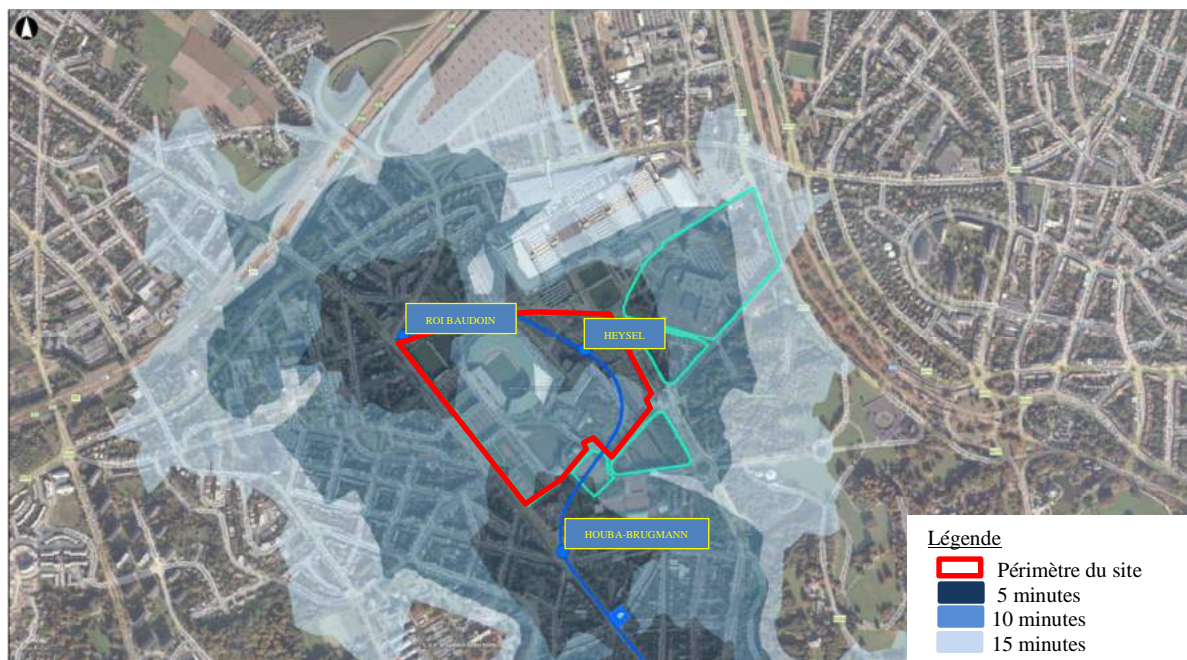 ROI BAUDOIN
HEYSEL
HOUBA-BRUGMANN
Légende
Périmètre du site
5 minutes
10 minutes
15 minutes